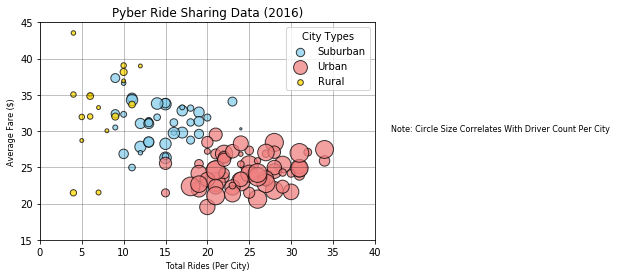 Pyber Ride Sharing Data (2016)
45
40
35
30
25
20
15
Average Fare ($)
City Types
Suburban
Urban
Rural
Note: Circle Size Correlates With Driver Count Per City
0
5
10
15
20
25
30
35
40
Total Rides (Per City)